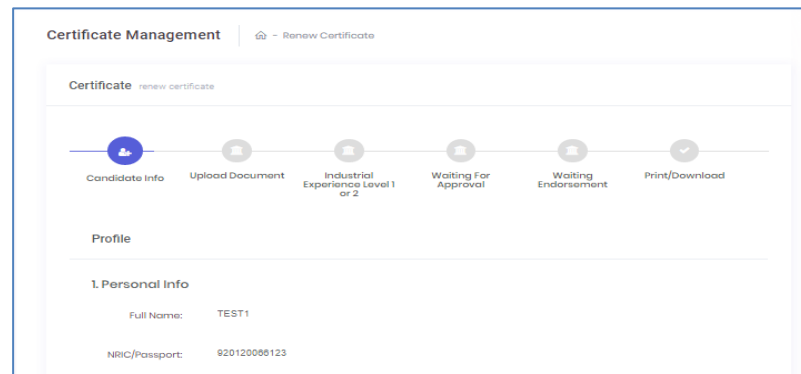 Certificate Management - Renew Certificate
Certificate renew certificate
Candidate Info
Upload Document
Industrial
Experience Level 1
or 2
Waiting For
Approval
Waiting
Endorsement
Print/Download
Profile
1. Personal Info
Full Name: TEST1
NRIC/Passport: 920120066123